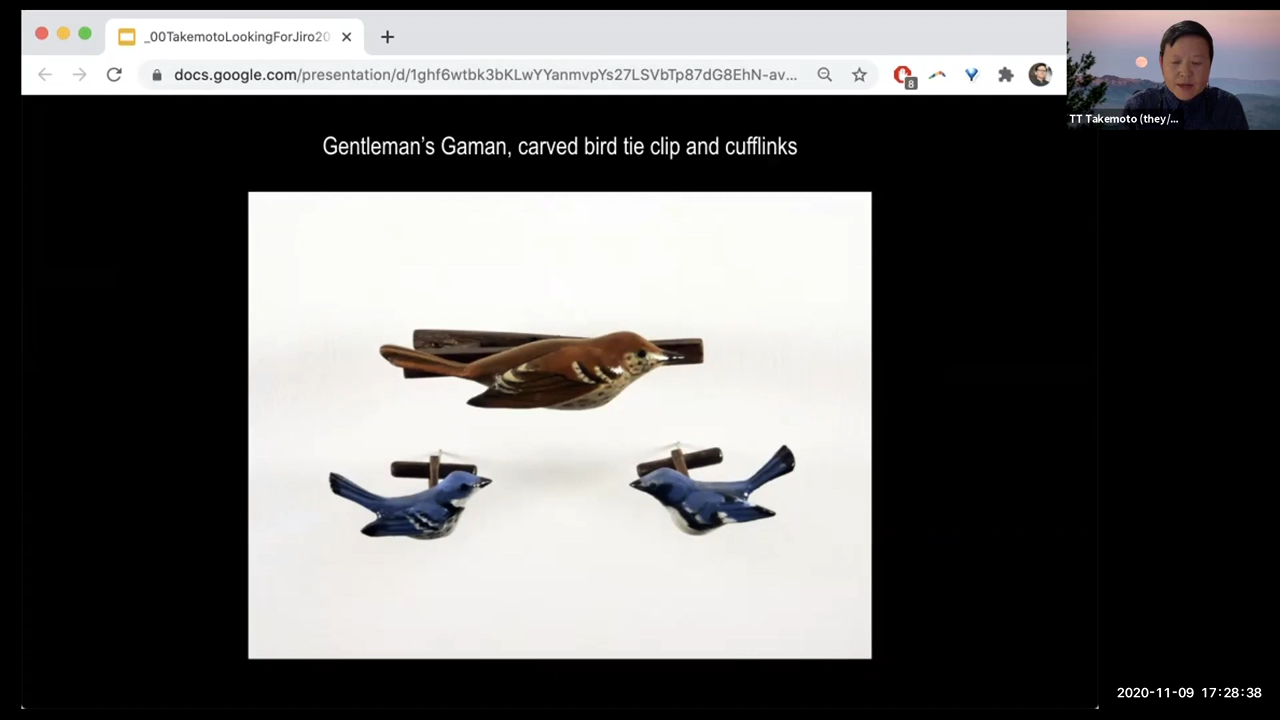 _00TakemotoLookingForJiro20
docs.google.com/presentation/d/1ghf6wtbk3bKLwYYanmvpYs27LSVbTp87dG8EhN-av...
8
TT Takemoto (they/...
Gentleman's Gaman, carved bird tie clip and cufflinks
2020-11-09 17:28:38